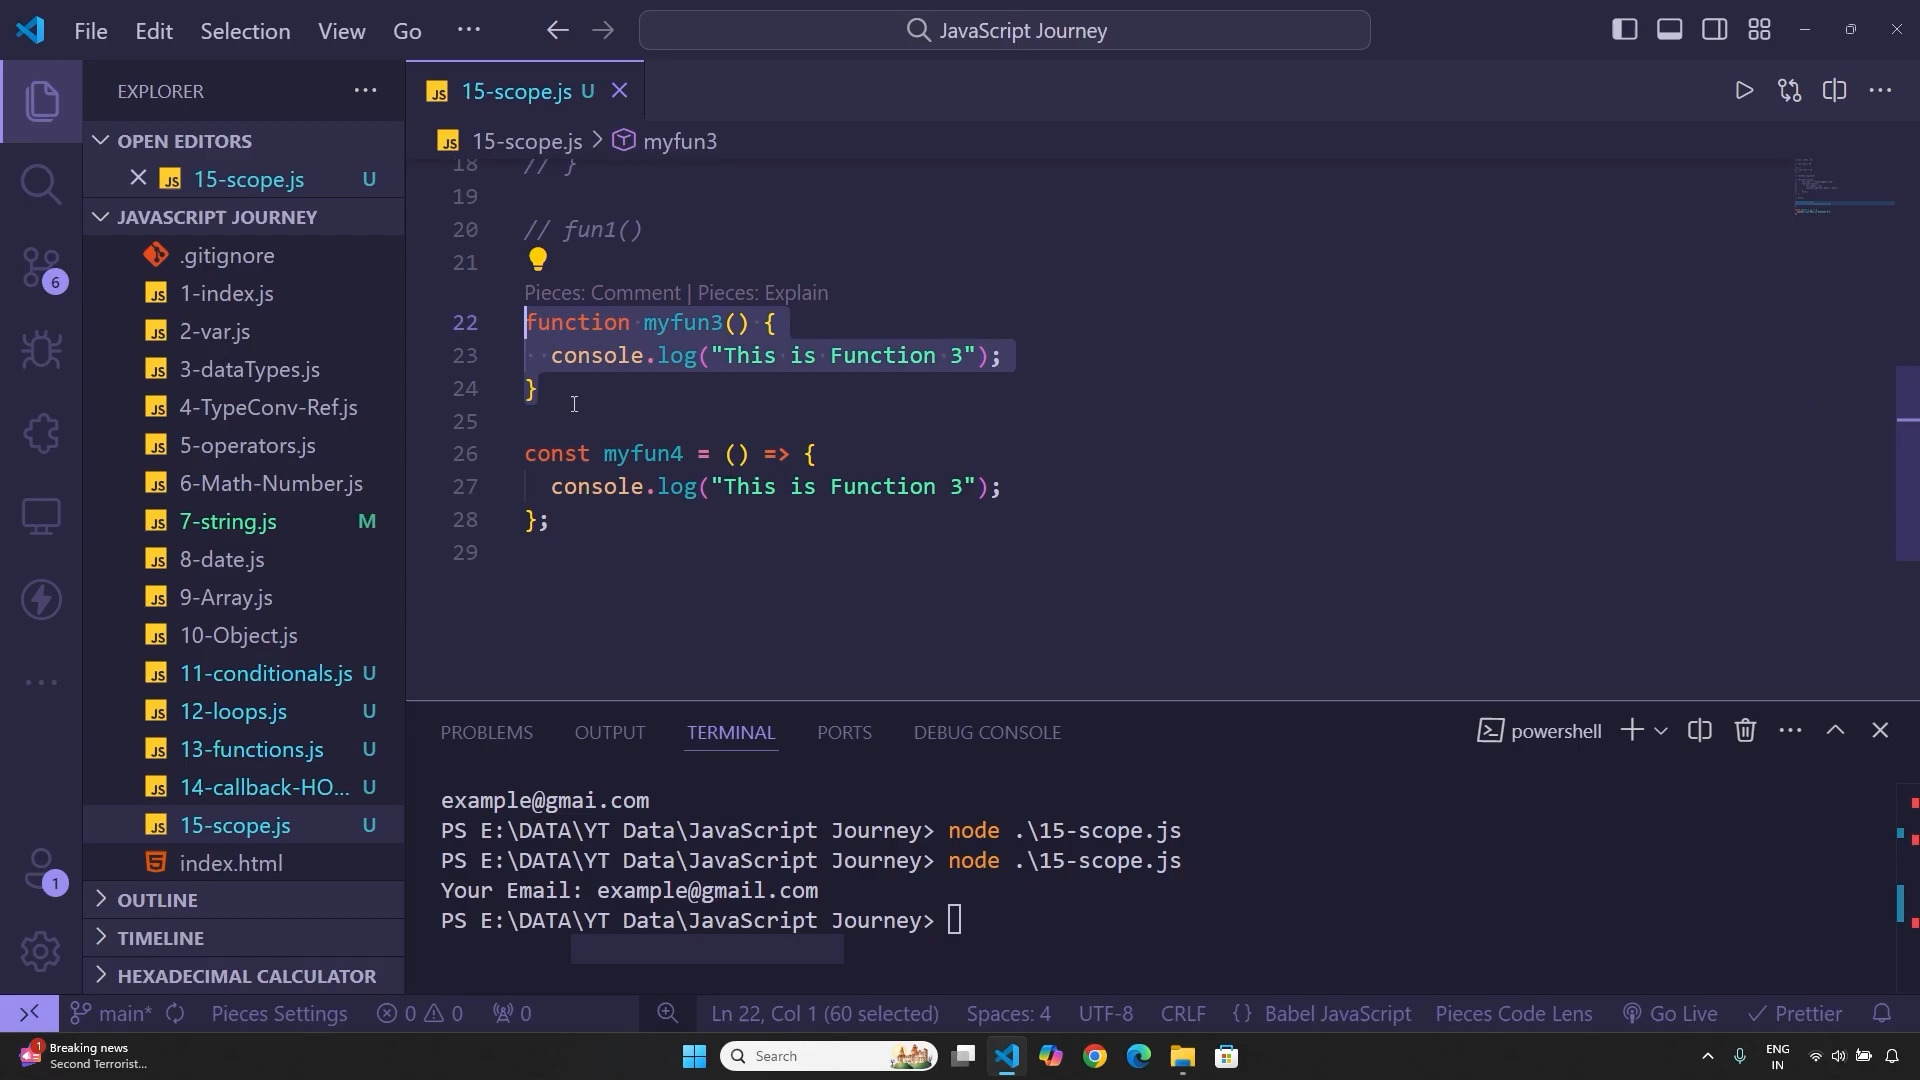 File Edit Selection View Go ···
JavaScript Journey
EXPLORER
OPEN EDITORS
15-scope.js U
JAVASCRIPT JOURNEY
.gitignore
1-index.js
2-var.js
3-dataTypes.js
4-TypeConv-Ref.js
5-operators.js
6-Math-Number.js
7-string.js M
8-date.js
9-Array.js
10-Object.js
11-conditionals.js U
12-loops.js U
13-functions.js U
14-callback-HO... U
15-scope.js U
index.html
OUTLINE
TIMELINE
HEXADECIMAL CALCULATOR
6
1
15-scope.js U
15-scope.js > myfun3
18 // }
19
20 // fun1()
21
Pieces: Comment | Pieces: Explain
22 function myfun3() {
23 console.log("This is Function 3");
24 }
25
26 const myfun4 = () => {
27 console.log("This is Function 3");
28 };
29
PROBLEMS OUTPUT TERMINAL PORTS DEBUG CONSOLE
powershell
example@gmai.com
PS E:\DATA\YT Data\JavaScript Journey> node .\15-scope.js
PS E:\DATA\YT Data\JavaScript Journey> node .\15-scope.js
Your Email: example@gmail.com
PS E:\DATA\YT Data\JavaScript Journey>
main* Pieces Settings 0 0 0 Ln 22, Col 1 (60 selected) Spaces: 4 UTF-8 CRLF {} Babel JavaScript Pieces Code Lens Go Live Prettier
1
Breaking news
Second Terrorist...
Search
ENG
IN